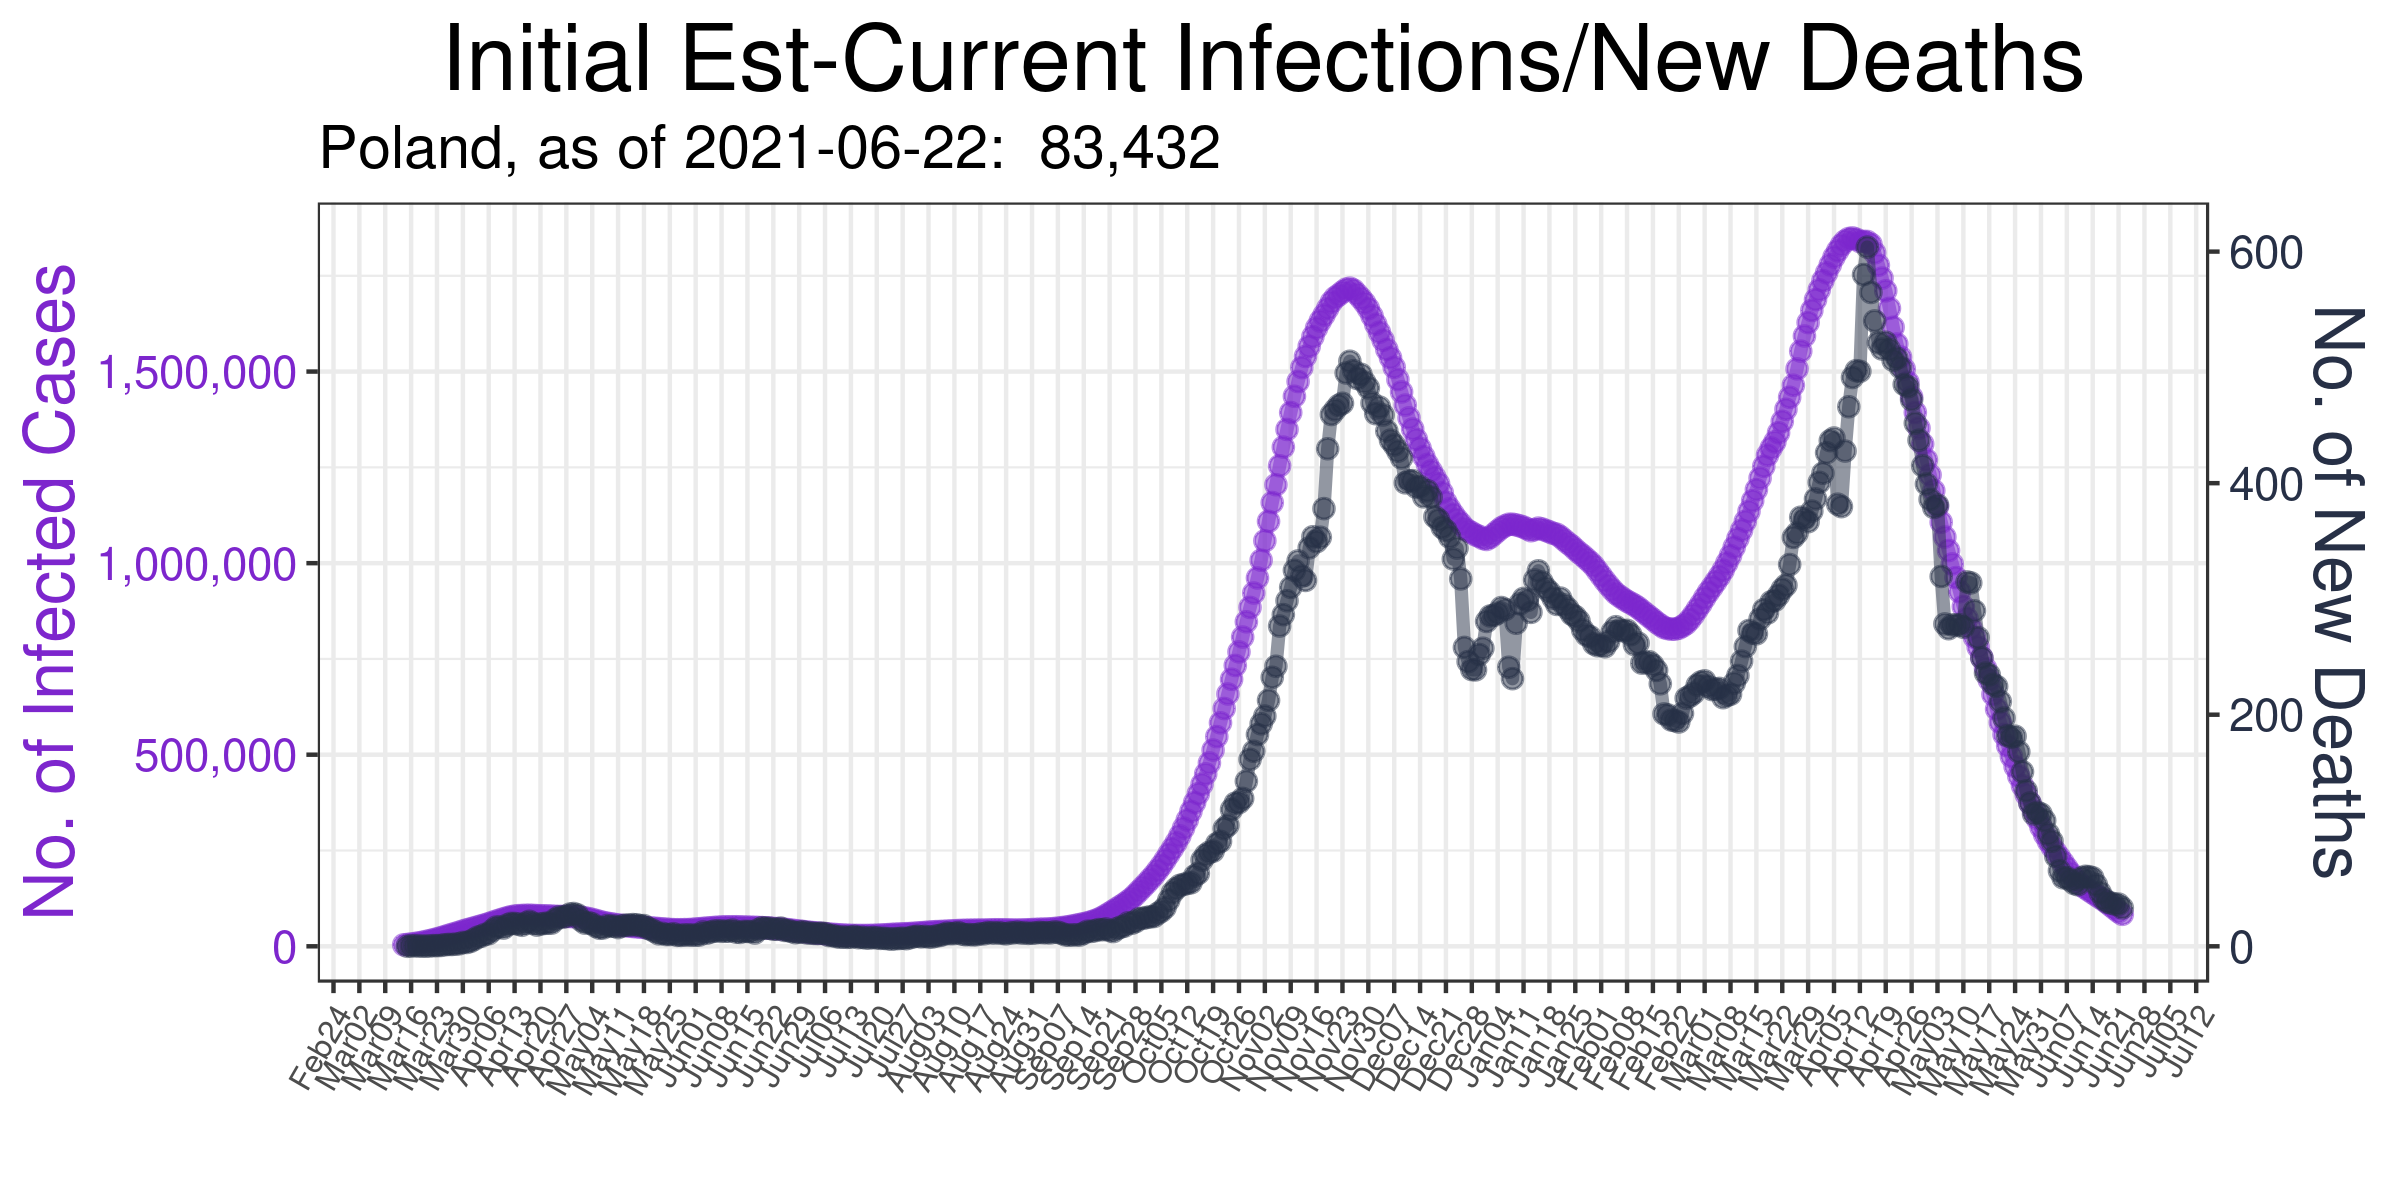 Initial Est-Current Infections/New Deaths
Poland, as of 2021-06-22: 83,432
No. of Infected Cases
1,500,000
1,000,000
500,000
0
600
400
200
0
No. of New Deaths
Feb24
Mar02
Mar09
Mar16
Mar23
Mar30
Apr06
Apr13
Apr20
Apr27
May04
May11
May18
May25
Jun01
Jun08
Jun15
Jun22
Jun29
Jul06
Jul13
Jul20
Jul27
Aug03
Aug10
Aug17
Aug24
Aug31
Sep07
Sep14
Sep21
Sep28
Oct05
Oct12
Oct19
Oct26
Nov02
Nov09
Nov16
Nov23
Nov30
Dec07
Dec14
Dec21
Dec28
Jan04
Jan11
Jan18
Jan25
Feb01
Feb08
Feb15
Feb22
Mar01
Mar08
Mar15
Mar22
Mar29
Apr05
Apr12
Apr19
Apr26
May03
May10
May17
May24
May31
Jun07
Jun14
Jun21
Jun28
Jul05
Jul12